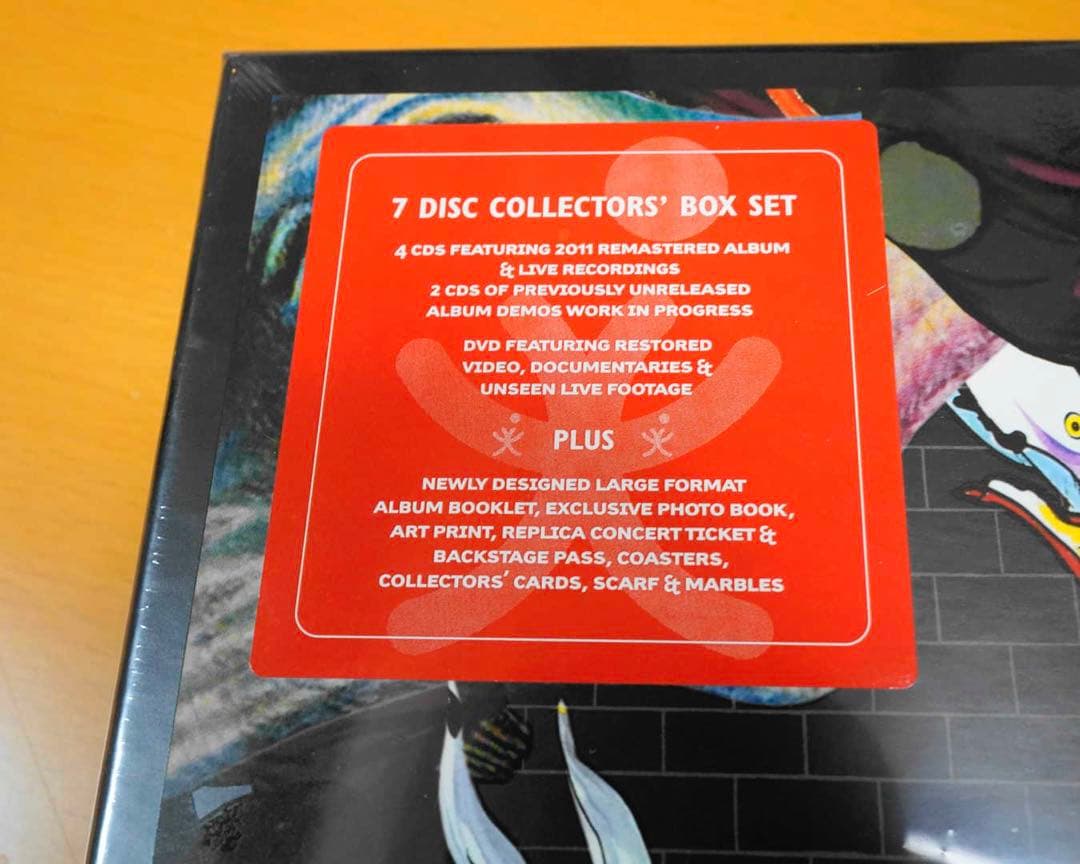 7 DISC COLLECTORS' BOX SET
4 CDS FEATURING 2011 REMASTERED ALBUM
& LIVE RECORDINGS
2 CDS OF PREVIOUSLY UNRELEASED
ALBUM DEMOS WORK IN PROGRESS
DVD FEATURING RESTORED
VIDEO, DOCUMENTARIES &
UNSEEN LIVE FOOTAGE
PLUS
NEWLY DESIGNED LARGE FORMAT
ALBUM BOOKLET, EXCLUSIVE PHOTO BOOK,
ART PRINT, REPLICA CONCERT TICKET &
BACKSTAGE PASS, COASTERS,
COLLECTORS' CARDS, SCARF & MARBLES